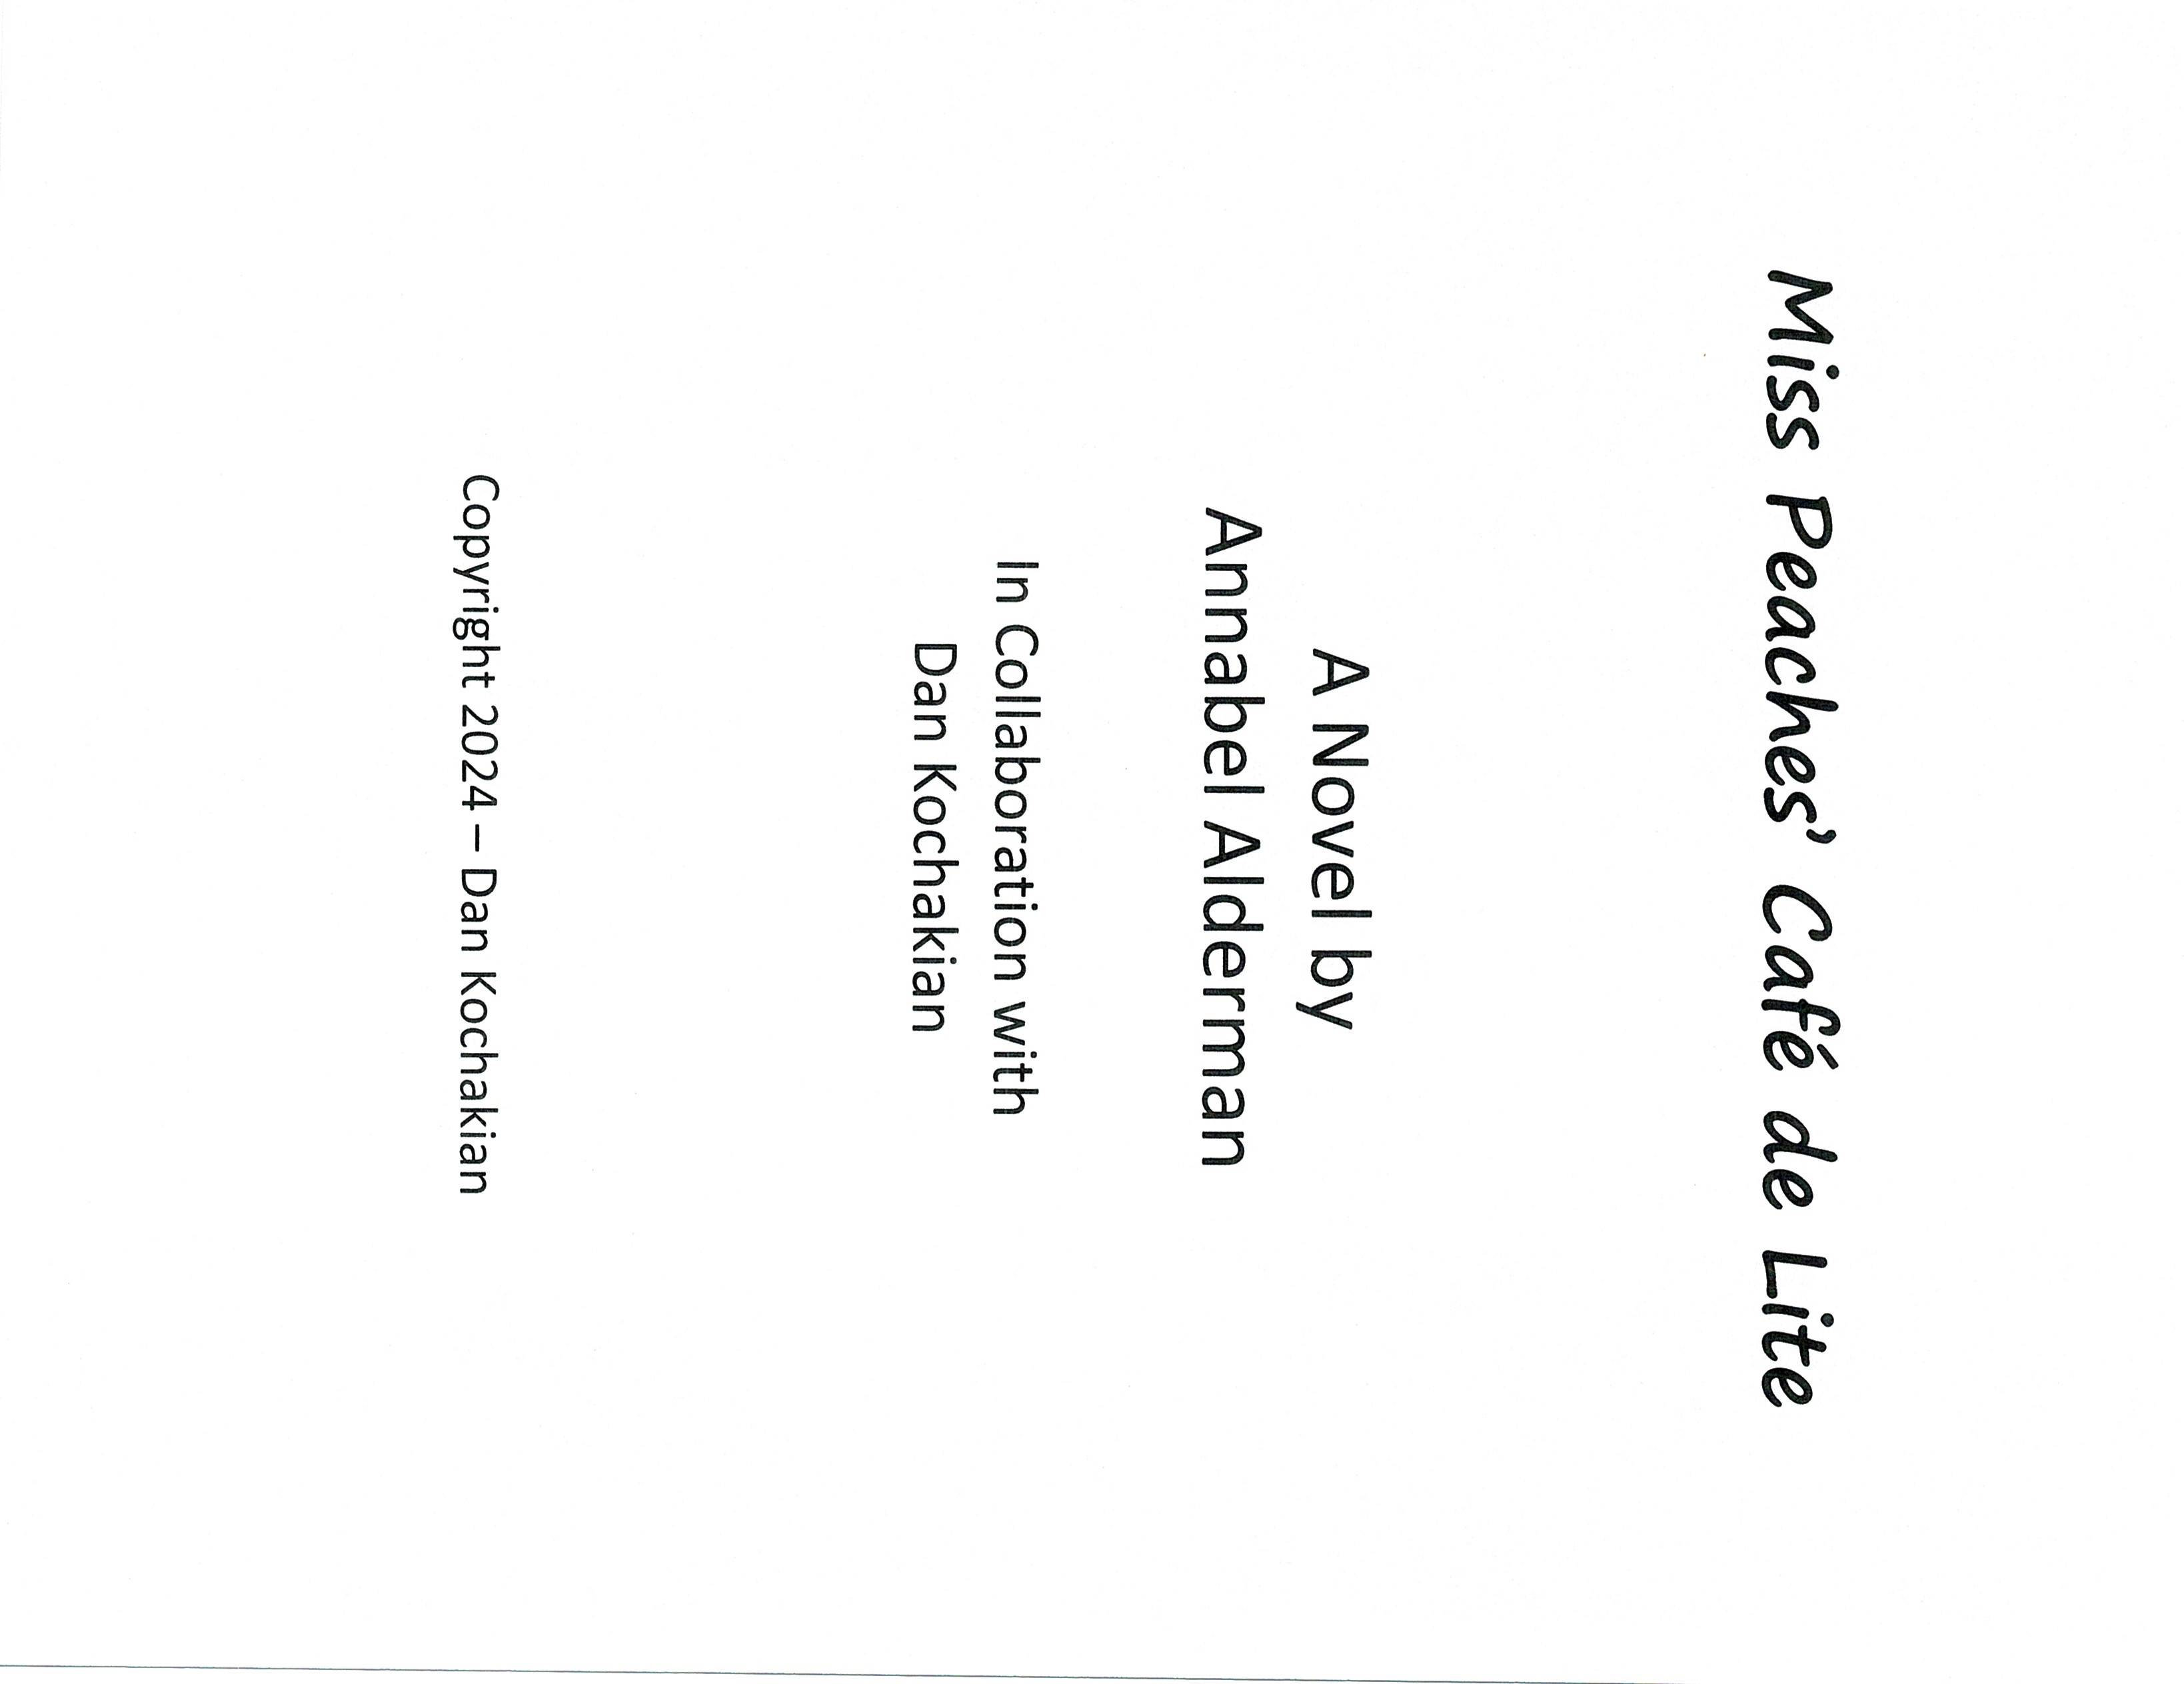 Miss Peaches’ Café de Lite
A Novel by
Annabel Alderman
In Collaboration with
Dan Kochakian
Copyright 2024 – Dan Kochakian